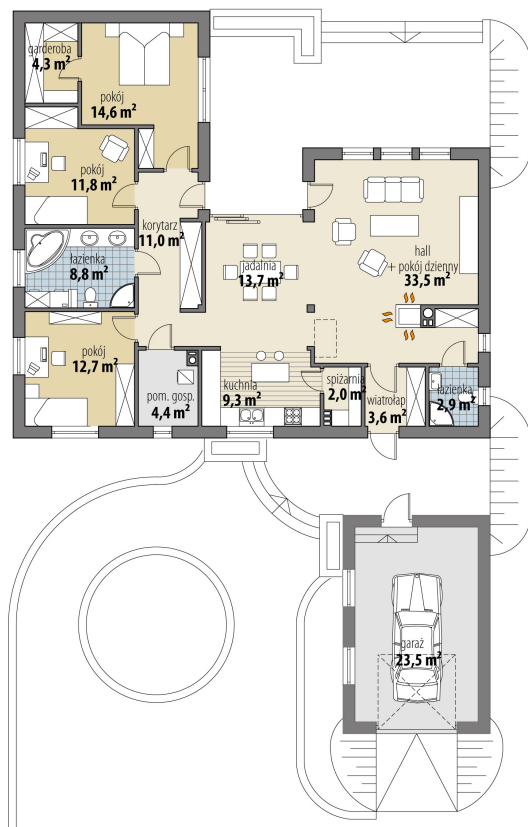 garderoba
4,3 m²
pokój
14,6 m²
pokój
11,8 m²
korytarz
11,0 m²
łazienka
8,8 m²
jadalnia
13,7 m²
hall
+ pokój dzienny
33,5 m²
pokój
12,7 m²
pom. gosp.
4,4 m²
kuchnia
9,3 m²
spiżarnia
2,0 m²
wiatrołap
3,6 m²
łazienka
2,9 m²
garaż
23,5 m²